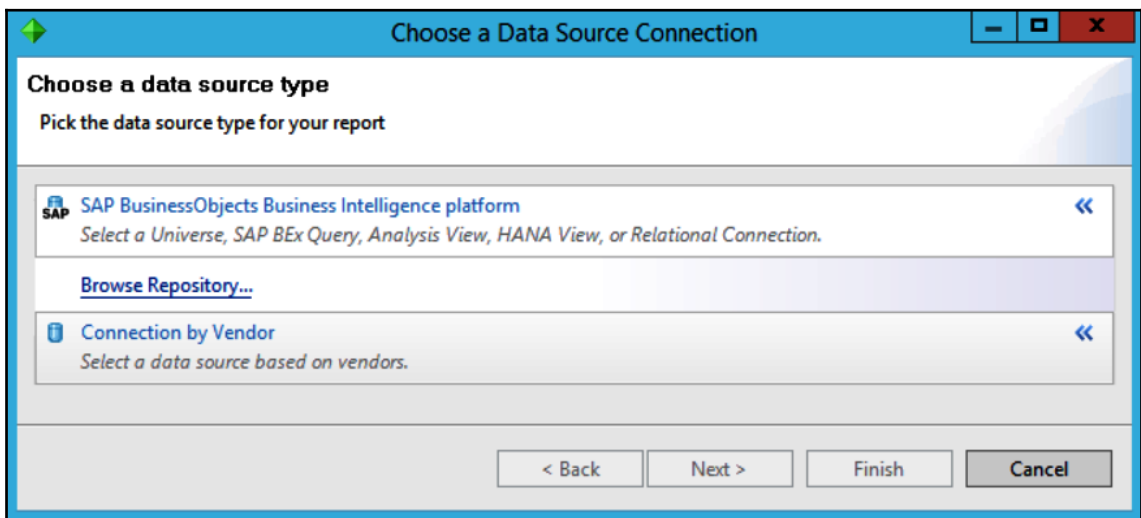 Choose a Data Source Connection
Choose a data source type
Pick the data source type for your report
SAP
SAP BusinessObjects Business Intelligence platform
Select a Universe, SAP BEx Query, Analysis View, HANA View, or Relational Connection.
Browse Repository...
Connection by Vendor
Select a data source based on vendors.
< Back Next > Finish Cancel